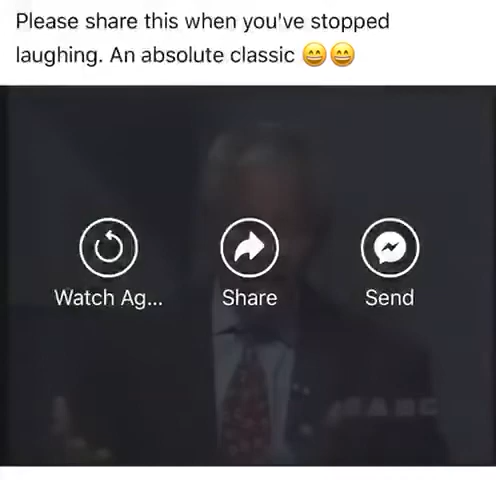 Please share this when you've stopped
laughing. An absolute classic 😄😄
Watch Ag...
Share
Send